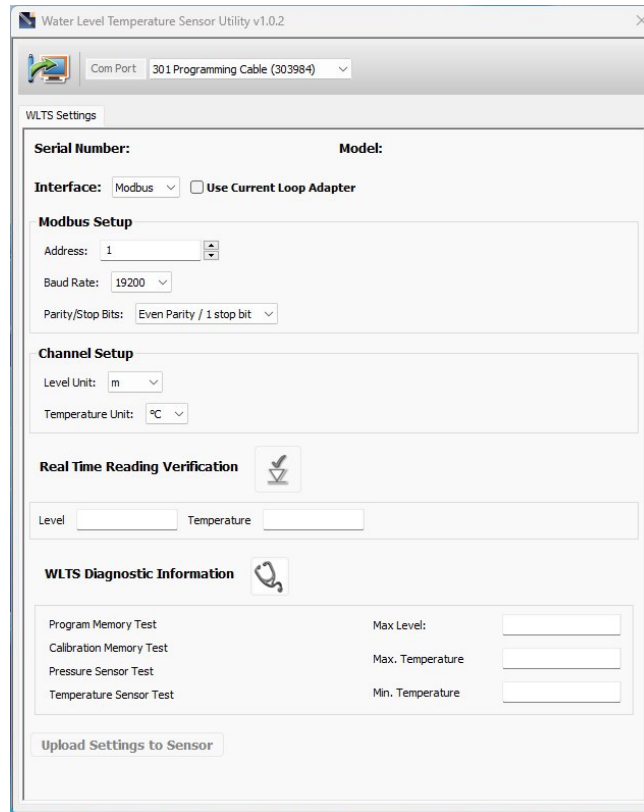 Water Level Temperature Sensor Utility v1.0.2
Com Port 301 Programming Cable (303984)
WLTS Settings
Serial Number: Model:
Interface: Modbus Use Current Loop Adapter
Modbus Setup
Address: 1
Baud Rate: 19200
Parity/Stop Bits: Even Parity / 1 stop bit
Channel Setup
Level Unit: m
Temperature Unit: ºC
Real Time Reading Verification
Level Temperature
WLTS Diagnostic Information
Program Memory Test Max Level:
Calibration Memory Test
Max. Temperature
Pressure Sensor Test
Temperature Sensor Test Min. Temperature
Upload Settings to Sensor